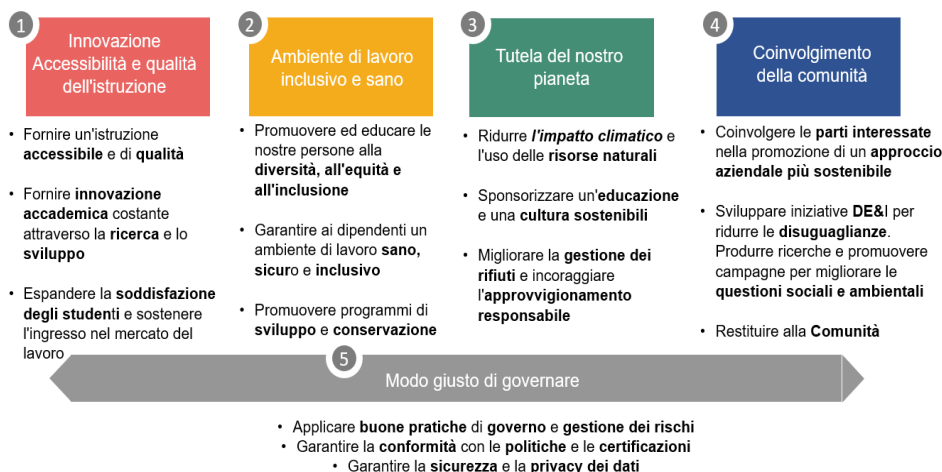 1
Innovazione
Accessibilità e qualità
dell'istruzione
• Fornire un'istruzione
accessibile e di qualità
• Fornire innovazione
accademica costante
attraverso la ricerca e lo
sviluppo
• Espandere la soddisfazione
degli studenti e sostenere
l'ingresso nel mercato del
lavoro
2
Ambiente di lavoro
inclusivo e sano
• Promuovere ed educare le
nostre persone alla
diversità, all'equità e
all'inclusione
• Garantire ai dipendenti un
ambiente di lavoro sano,
sicuro e inclusivo
• Promuovere programmi di
sviluppo e conservazione
3
Tutela del nostro
pianeta
• Ridurre l'impatto climatico e
l'uso delle risorse naturali
• Sponsorizzare un'educazione
e una cultura sostenibili
• Migliorare la gestione dei
rifiuti e incoraggiare
l'approvvigionamento
responsabile
4
Coinvolgimento
della comunità
• Coinvolgere le parti interessate
nella promozione di un approccio
aziendale più sostenibile
• Sviluppare iniziative DE&I per
ridurre le disuguaglianze.
Produrre ricerche e promuovere
campagne per migliorare le
questioni sociali e ambientali
• Restituire alla Comunità
5
Modo giusto di governare
• Applicare buone pratiche di governo e gestione dei rischi
• Garantire la conformità con le politiche e le certificazioni
• Garantire la sicurezza e la privacy dei dati